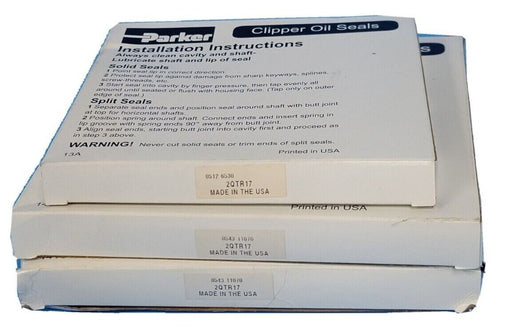 Parker
Clipper Oil Seals
Installation Instructions
Always clean cavity and shaft-
Lubricate shaft and lip of seal
Solid Seals
1 Point seal lip in correct direction.
2 Protect seal lip against damage from sharp keyways, splines,
screw-threads, etc.
3 Start seal into cavity by finger pressure, then tap evenly all
around until seated or flush with housing face. (Tap only on outer
edge of seal.)
Split Seals
1 Separate seal ends and position seal around shaft with butt joint
at top for horizontal shafts.
2 Position spring around shaft. Connect ends and insert spring in
lip groove with spring ends 90° away from butt joint.
3 Align seal ends, starting butt joint into cavity first and proceed as
in step 3 above.
WARNING! Never cut solid seals or trim ends of split seals.
13A
Printed in USA
0517 6530
2QTR17
MADE IN THE USA
eals
Printed in USA
0543 11070
2QTR17
MADE IN THE USA
0543 11070
2QTR17
MADE IN THE USA